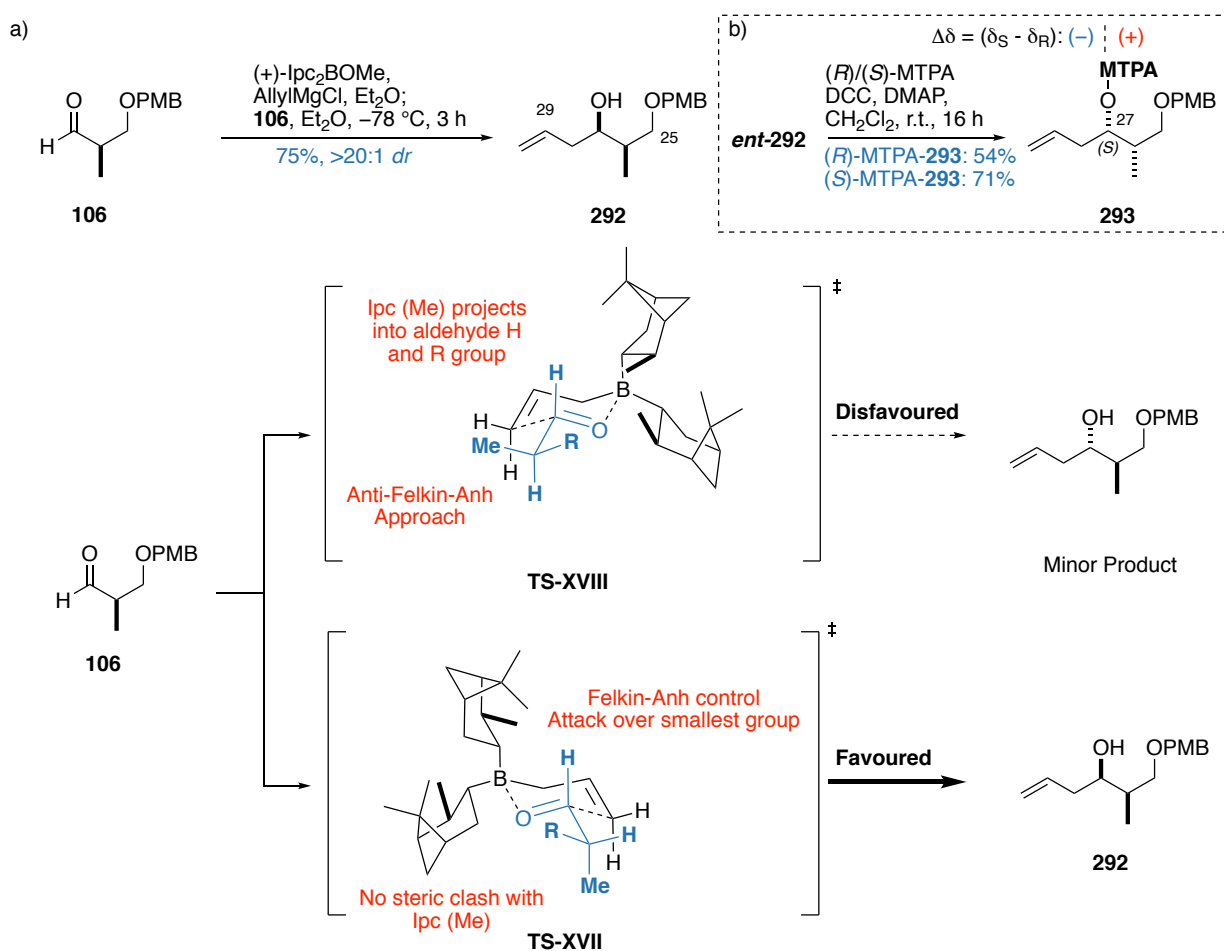 a)
O
H
OPMB
106
(+)-Ipc2BOMe,
AllylMgCl, Et2O;
106, Et2O, –78 °C, 3 h
75%, >20:1 dr
29
OH
OPMB
25
292
b)
Δδ = (δS - δR): (–) (+)
ent-292
(R)/(S)-MTPA
DCC, DMAP,
CH2Cl2, r.t., 16 h
(R)-MTPA-293: 54%
(S)-MTPA-293: 71%
MTPA
O
OPMB
27
(S)
293
Ipc (Me) projects
into aldehyde H
and R group
H
B
H
O
Me
R
H
H
Anti-Felkin-Anh
Approach
‡
TS-XVIII
Disfavoured
OH
OPMB
Minor Product
O
H
OPMB
106
Felkin-Anh control
Attack over smallest group
H
B
O
H
R
H
H
Me
No steric clash with
Ipc (Me)
‡
TS-XVII
Favoured
OH
OPMB
292